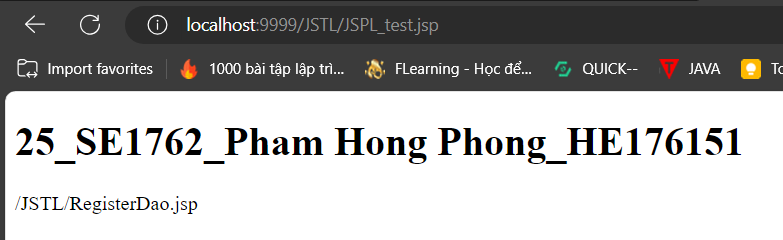 localhost:9999/JSTL/JSPL_test.jsp
Import favorites
1000 bài tập lập trì...
FLearning - Học để...
QUICK--
JAVA
To
25_SE1762_Pham Hong Phong_HE176151
/JSTL/RegisterDao.jsp